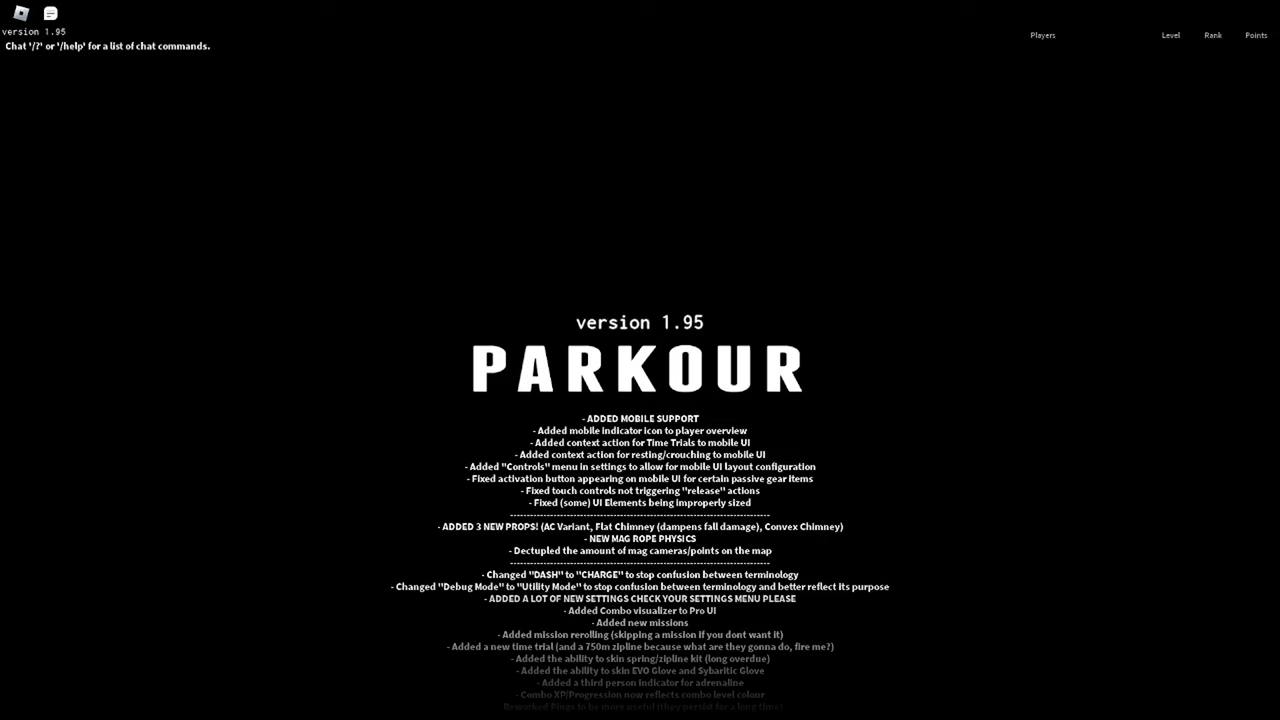 version 1.95
Chat '/?' or '/help' for a list of chat commands.
Players Level Rank Points
version 1.95
PARKOUR
- ADDED MOBILE SUPPORT
- Added mobile indicator icon to player overview
- Added context action for Time Trials to mobile UI
- Added context action for resting/crouching to mobile UI
- Added "Controls" menu in settings to allow for mobile UI layout configuration
- Fixed activation button appearing on mobile UI for certain passive gear items
- Fixed touch controls not triggering "release" actions
- Fixed (some) UI Elements being improperly sized
------------------------------------------------------------------------------
- ADDED 3 NEW PROPS! (AC Variant, Flat Chimney (dampens fall damage), Convex Chimney)
- NEW MAG ROPE PHYSICS
- Dectupled the amount of mag cameras/points on the map
------------------------------------------------------------------------------
- Changed "DASH" to "CHARGE" to stop confusion between terminology
- Changed "Debug Mode" to "Utility Mode" to stop confusion between terminology and better reflect its purpose
- ADDED A LOT OF NEW SETTINGS CHECK YOUR SETTINGS MENU PLEASE
- Added Combo visualizer to Pro UI
- Added new missions
- Added mission rerolling (skipping a mission if you dont want it)
- Added a new time trial (and a 750m zipline because what are they gonna do, fire me?)
- Added the ability to skin spring/zipline kit (long overdue)
- Added the ability to skin EVO Glove and Sybaritic Glove
- Added a third person indicator for adrenaline
- Combo XP/Progression now reflects combo level colour
Reworked Pings to be more useful (they persist for a long time)